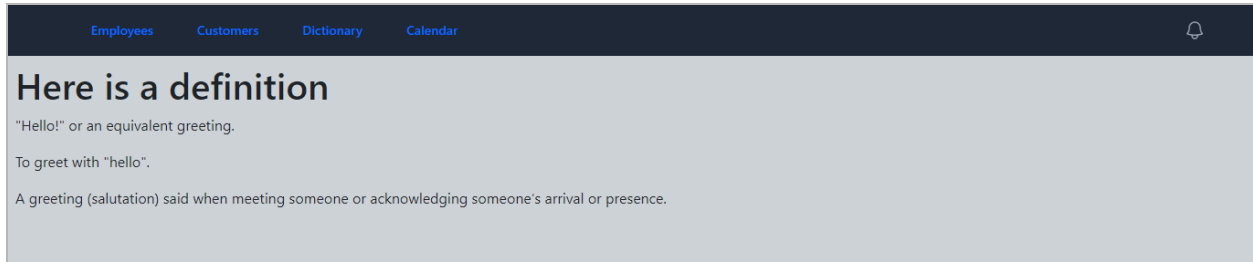 Employees Customers Dictionary Calendar
Here is a definition
"Hello!" or an equivalent greeting.
To greet with "hello".
A greeting (salutation) said when meeting someone or acknowledging someone's arrival or presence.